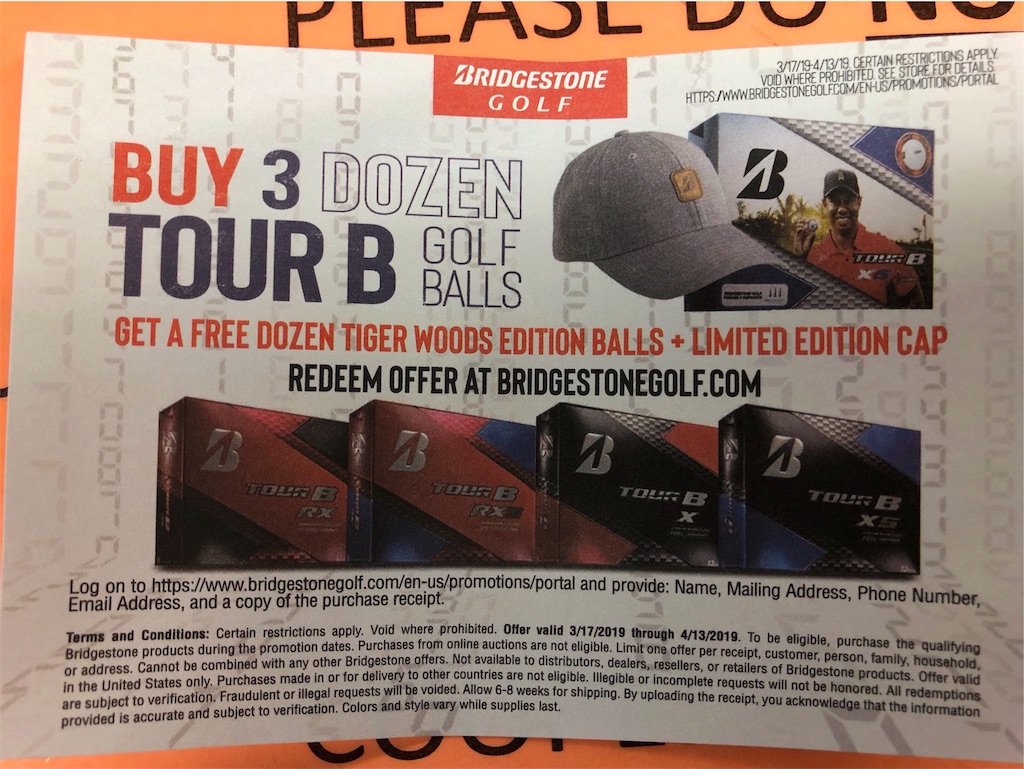 PLEASE DO NO
BRIDGESTONE
GOLF
3/17/19-4/13/19. CERTAIN RESTRICTIONS APPLY.
VOID WHERE PROHIBITED. SEE STORE FOR DETAILS.
HTTPS:/WWW.BRIDGESTONEGOLF.COM/EN-US/PROMOTIONS/PORTAL
BUY 3 DOZEN
TOUR B GOLF
BALLS
B
TOUR B
XS
GET A FREE DOZEN TIGER WOODS EDITION BALLS + LIMITED EDITION CAP
REDEEM OFFER AT BRIDGESTONEGOLF.COM
B
TOUR B
RX
B
TOUR B
RXS
B
TOUR B
X
B
TOUR B
XS
Log on to https://www.bridgestonegolf.com/en-us/promotions/portal and provide: Name, Mailing Address, Phone Number,
Email Address, and a copy of the purchase receipt.
Terms and Conditions: Certain restrictions apply. Void where prohibited. Offer valid 3/17/2019 through 4/13/2019. To be eligible, purchase the qualifying
Bridgestone products during the promotion dates. Purchases from online auctions are not eligible. Limit one offer per receipt, customer, person, family, household,
or address. Cannot be combined with any other Bridgestone offers. Not available to distributors, dealers, resellers, or retailers of Bridgestone products. Offer valid
in the United States only. Purchases made in or for delivery to other countries are not eligible. Illegible or incomplete requests will not be honored. All redemptions
are subject to verification. Fraudulent or illegal requests will be voided. Allow 6-8 weeks for shipping. By uploading the receipt, you acknowledge that the information
provided is accurate and subject to verification. Colors and style vary while supplies last.